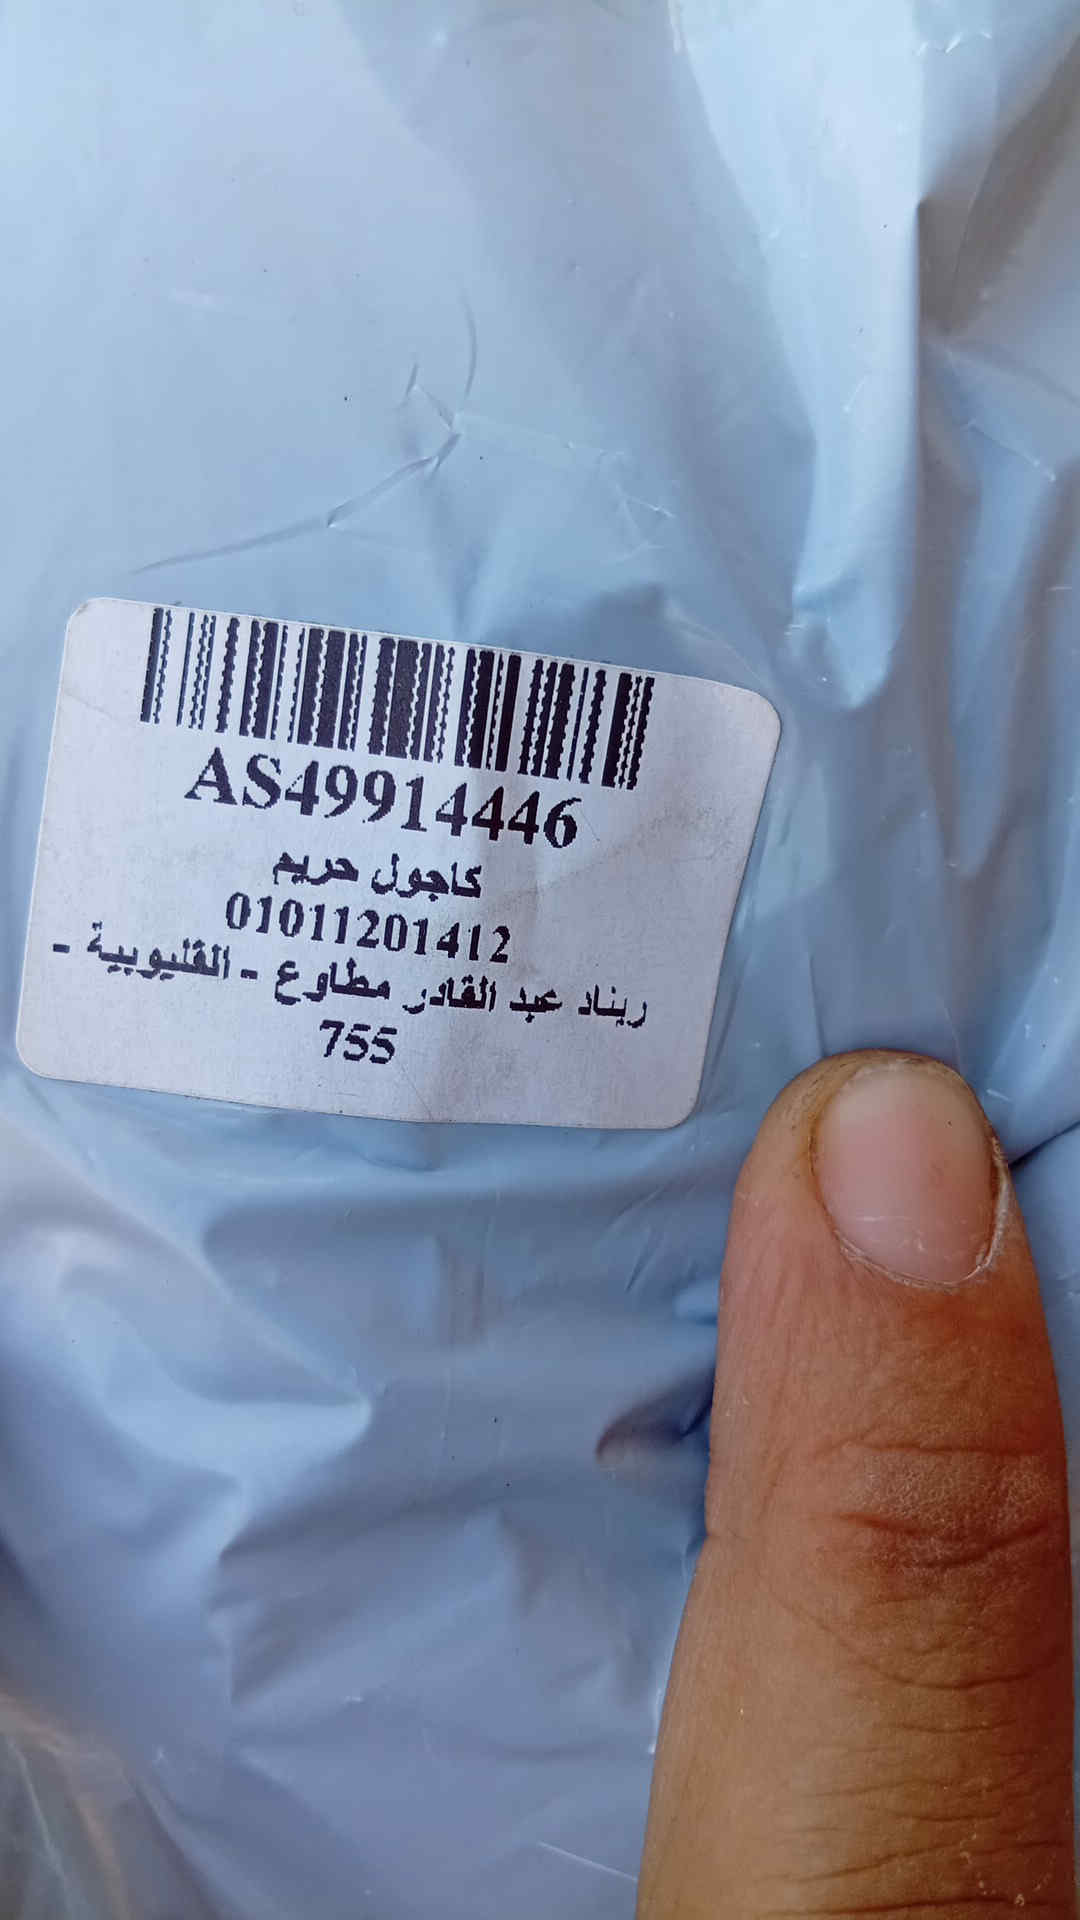 AS49914446
كاجول حريم
01011201412
ريناد عبد القادر مطاوع - القليوبية -
755